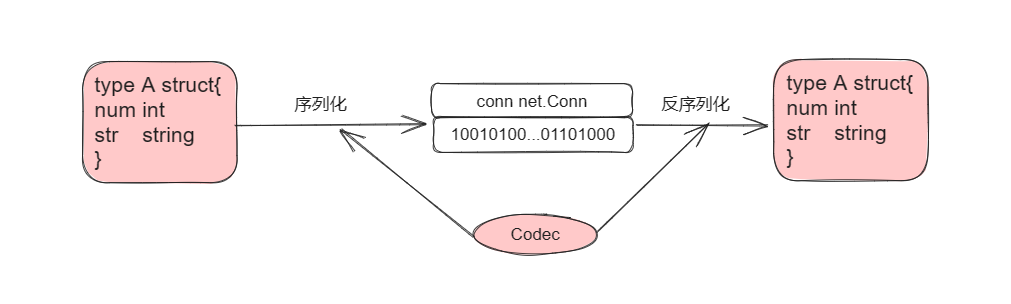 type A struct{
num int
str string
}
序列化
conn net.Conn
10010100...01101000
反序列化
type A struct{
num int
str string
}
Codec